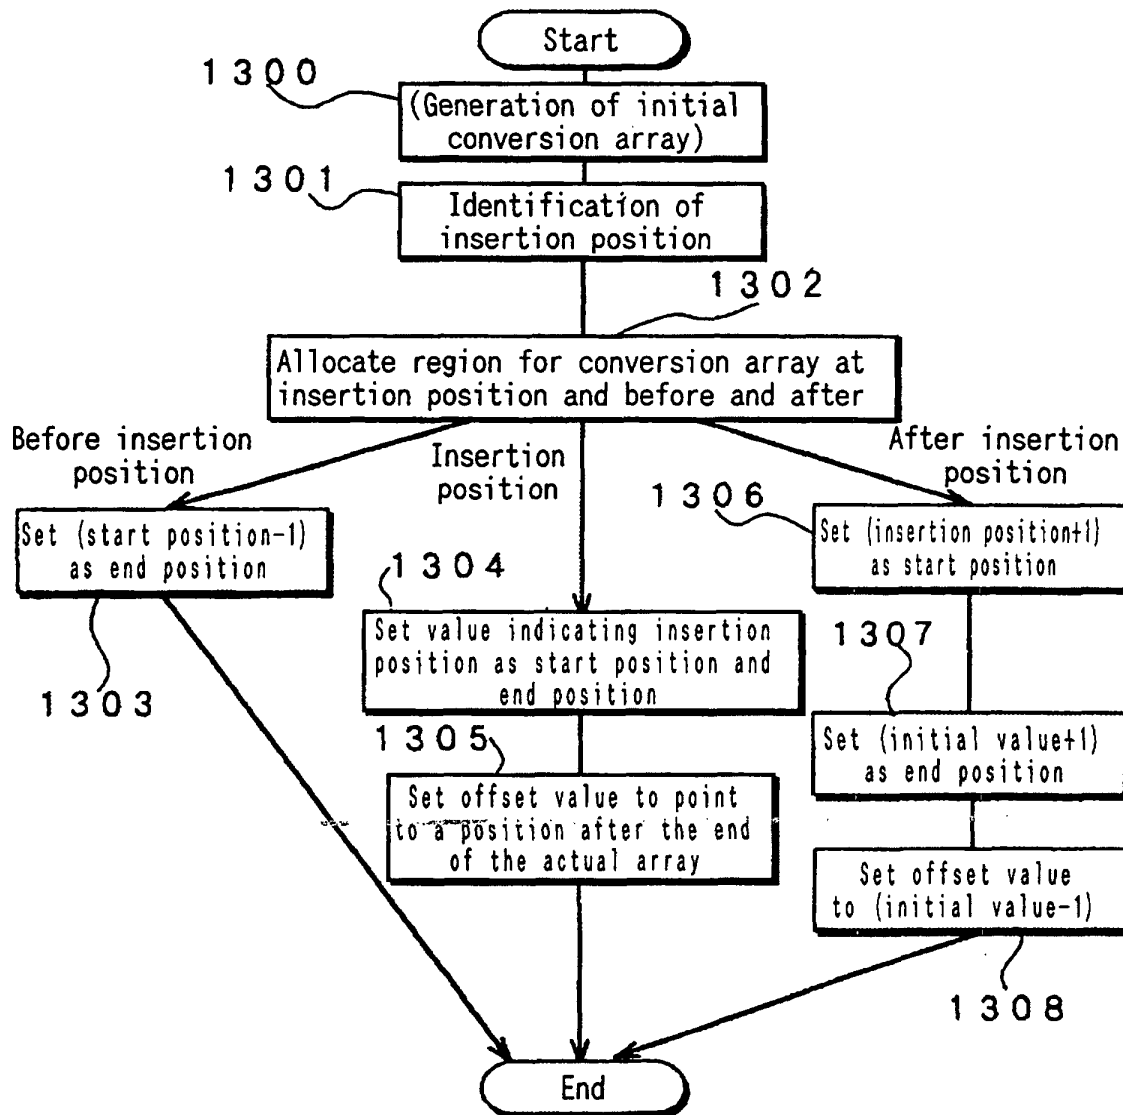 Start
1300
(Generation of initial
conversion array)
1301
Identification of
insertion position
1302
Allocate region for conversion array at
insertion position and before and after
Before insertion
position
Insertion
position
After insertion
position
Set (start position-1)
as end position
1303
1304
Set value indicating insertion
position as start position and
end position
1305
Set offset value to point
to a position after the end
of the actual array
1306
Set (insertion position+1)
as start position
1307
Set (initial value+1)
as end position
Set offset value
to (initial value-1)
1308
End